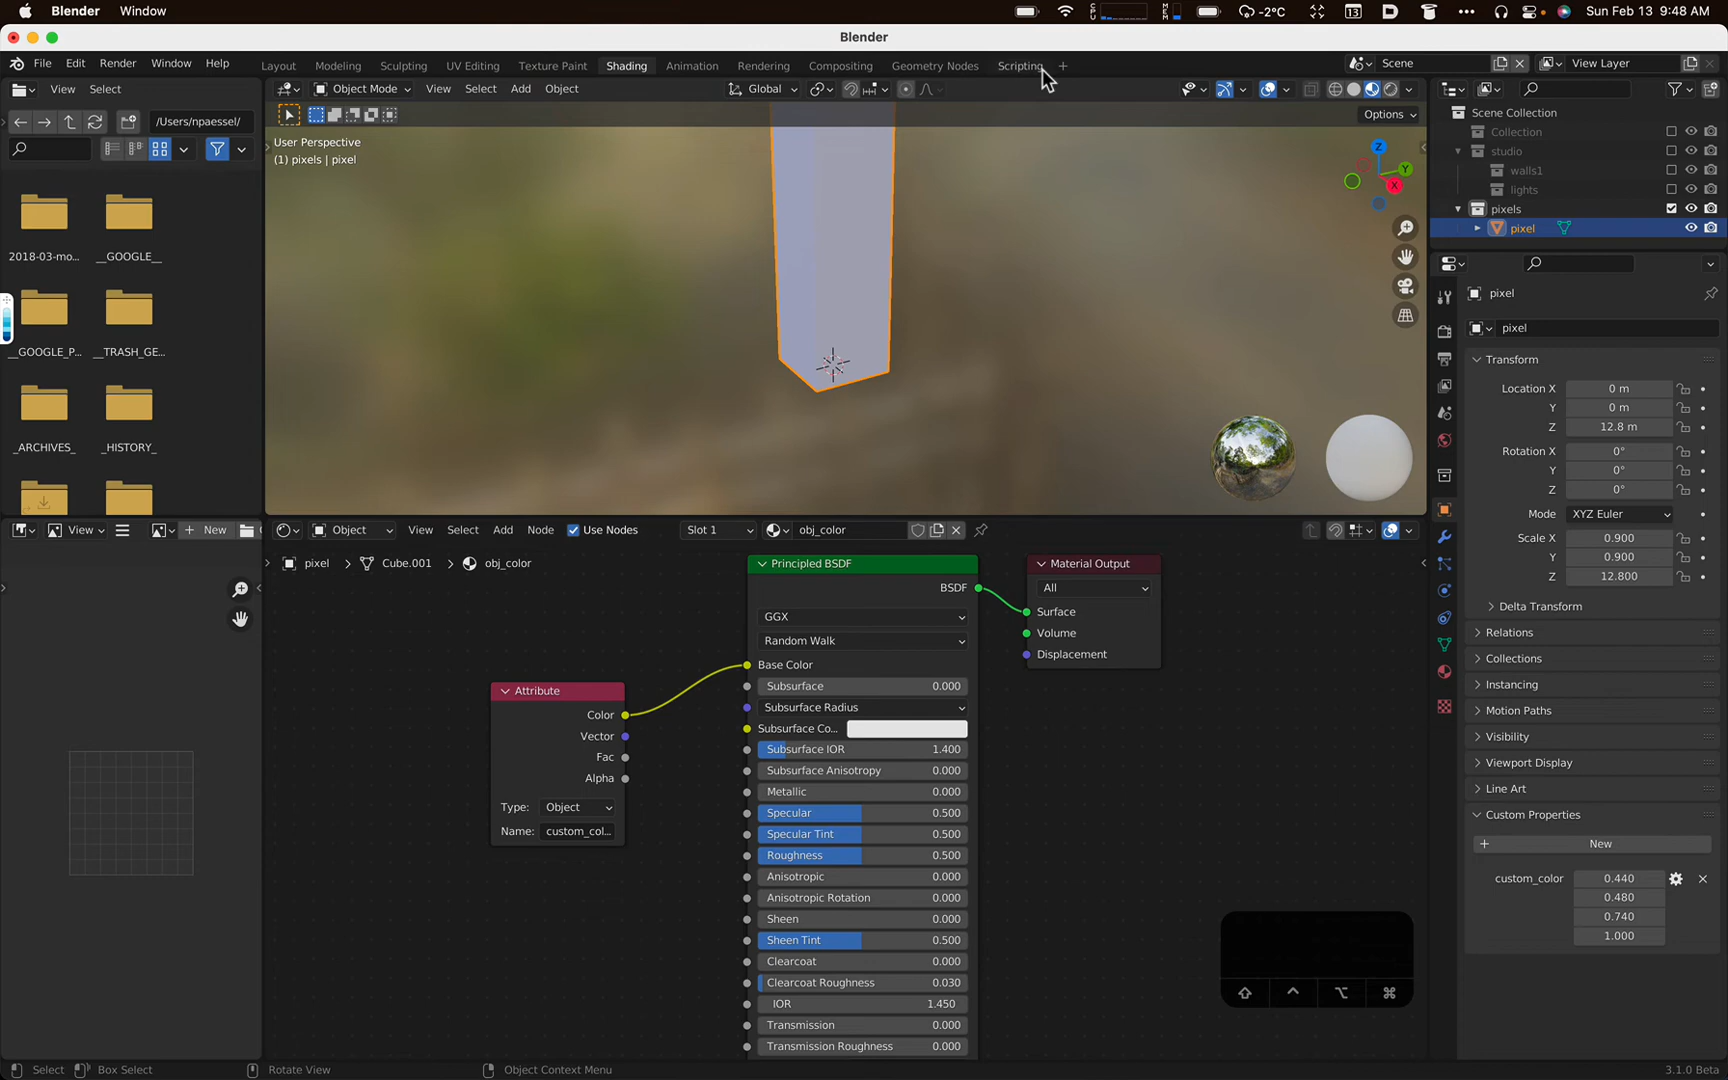 Blender Window
CPU MEM -2°C 13 Sun Feb 13 9:48 AM
Blender
File Edit Render Window Help
Layout Modeling Sculpting UV Editing Texture Paint Shading Animation Rendering Compositing Geometry Nodes Scripting +
Scene View Layer
View Select
Object Mode View Select Add Object Global
/Users/npaessel/
Options
User Perspective
(1) pixels | pixel
Z
Y
X
2018-03-mo... __GOOGLE__
__GOOGLE_P... __TRASH_GE...
_ARCHIVES_ _HISTORY_
Scene Collection
Collection
studio
walls1
lights
pixels
pixel
pixel
pixel
Transform
Location X 0 m
Y 0 m
Z 12.8 m
Rotation X 0°
Y 0°
Z 0°
Mode XYZ Euler
Scale X 0.900
Y 0.900
Z 12.800
Delta Transform
Relations
Collections
Instancing
Motion Paths
Visibility
Viewport Display
Line Art
Custom Properties
+ New
custom_color 0.440
0.480
0.740
1.000
View + New
Object View Select Add Node Use Nodes Slot 1 obj_color
pixel > Cube.001 > obj_color
Attribute
Color
Vector
Fac
Alpha
Type: Object
Name: custom_col...
Principled BSDF
BSDF
GGX
Random Walk
Base Color
Subsurface 0.000
Subsurface Radius
Subsurface Co...
Subsurface IOR 1.400
Subsurface Anisotropy 0.000
Metallic 0.000
Specular 0.500
Specular Tint 0.500
Roughness 0.500
Anisotropic 0.000
Anisotropic Rotation 0.000
Sheen 0.000
Sheen Tint 0.500
Clearcoat 0.000
Clearcoat Roughness 0.030
IOR 1.450
Transmission 0.000
Transmission Roughness 0.000
Material Output
All
Surface
Volume
Displacement
Select Box Select Rotate View Object Context Menu 3.1.0 Beta